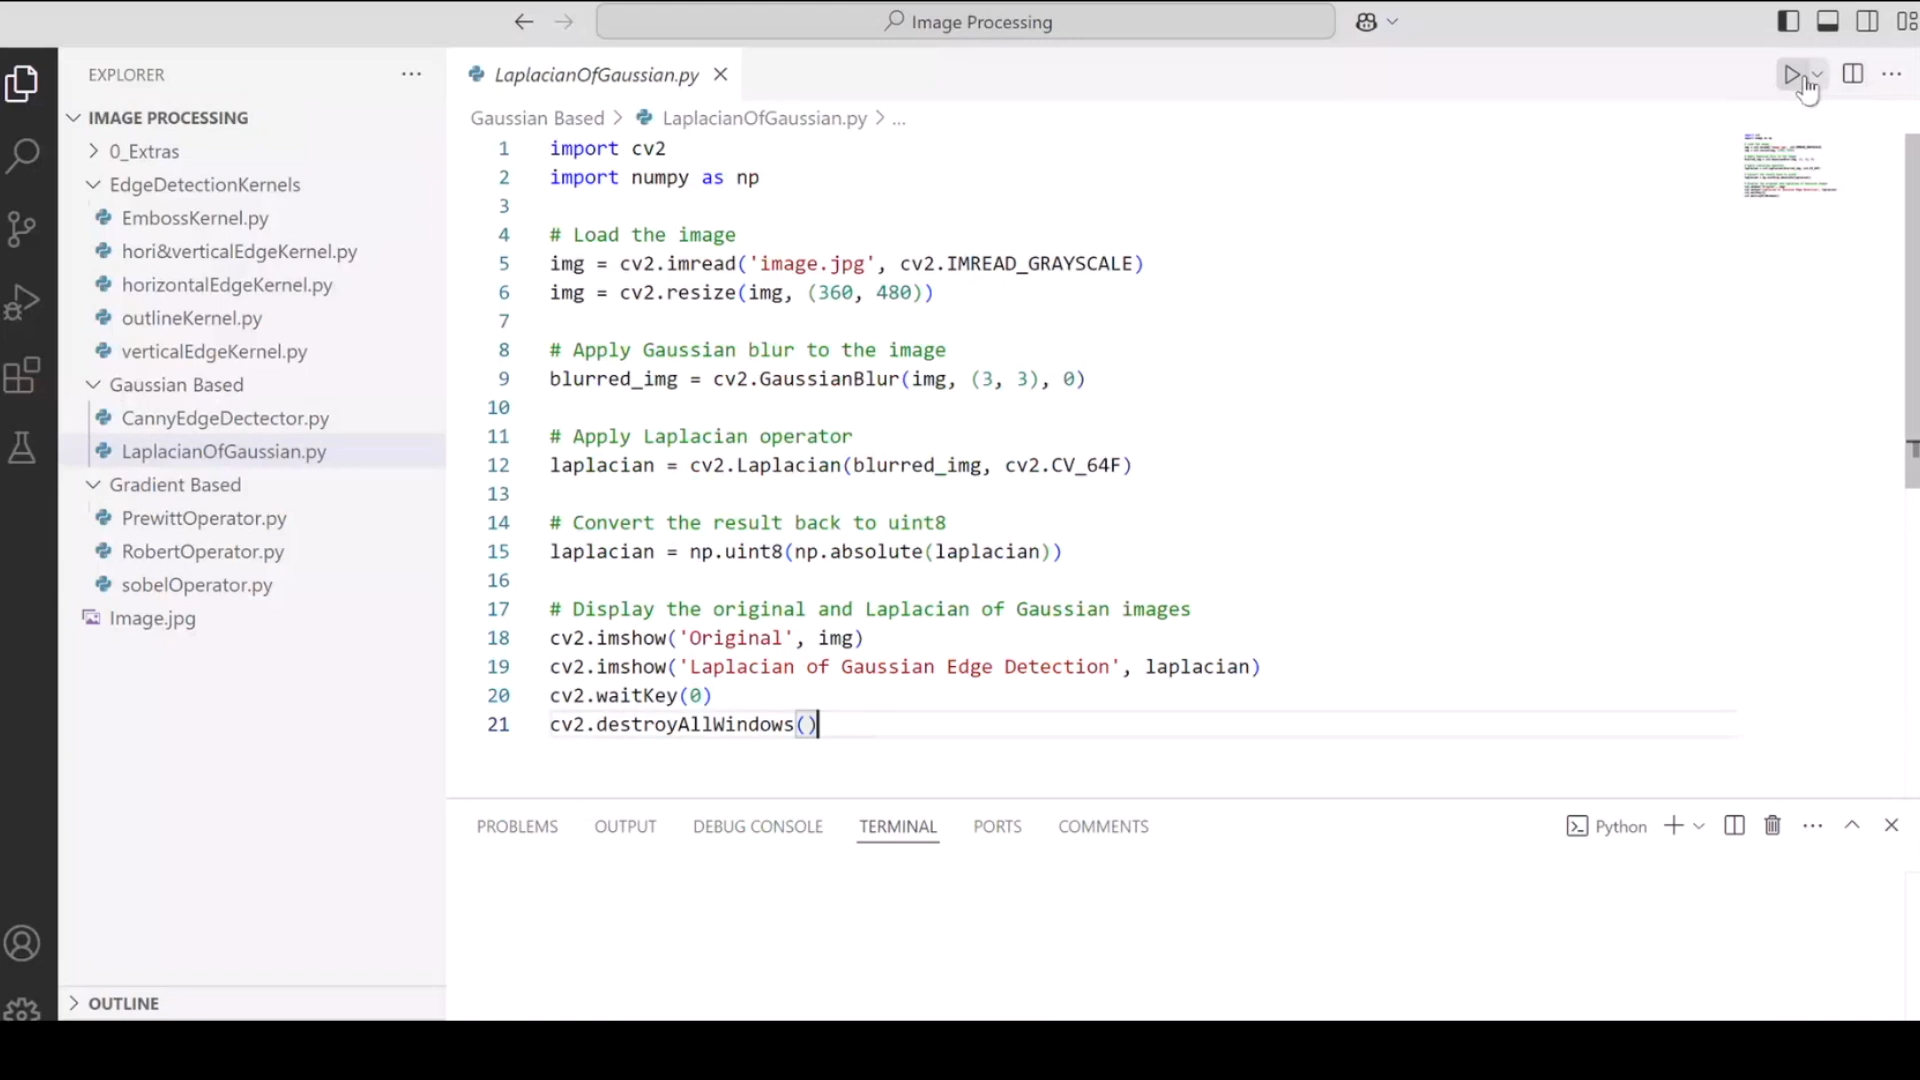 Image Processing
EXPLORER
LaplacianOfGaussian.py
IMAGE PROCESSING
0_Extras
EdgeDetectionKernels
EmbossKernel.py
hori&verticalEdgeKernel.py
horizontalEdgeKernel.py
outlineKernel.py
verticalEdgeKernel.py
Gaussian Based
CannyEdgeDectector.py
LaplacianOfGaussian.py
Gradient Based
PrewittOperator.py
RobertOperator.py
sobelOperator.py
Image.jpg
OUTLINE
Gaussian Based > LaplacianOfGaussian.py > ...
1 import cv2
2 import numpy as np
3
4 # Load the image
5 img = cv2.imread('image.jpg', cv2.IMREAD_GRAYSCALE)
6 img = cv2.resize(img, (360, 480))
7
8 # Apply Gaussian blur to the image
9 blurred_img = cv2.GaussianBlur(img, (3, 3), 0)
10
11 # Apply Laplacian operator
12 laplacian = cv2.Laplacian(blurred_img, cv2.CV_64F)
13
14 # Convert the result back to uint8
15 laplacian = np.uint8(np.absolute(laplacian))
16
17 # Display the original and Laplacian of Gaussian images
18 cv2.imshow('Original', img)
19 cv2.imshow('Laplacian of Gaussian Edge Detection', laplacian)
20 cv2.waitKey(0)
21 cv2.destroyAllWindows()
PROBLEMS OUTPUT DEBUG CONSOLE TERMINAL PORTS COMMENTS
Python